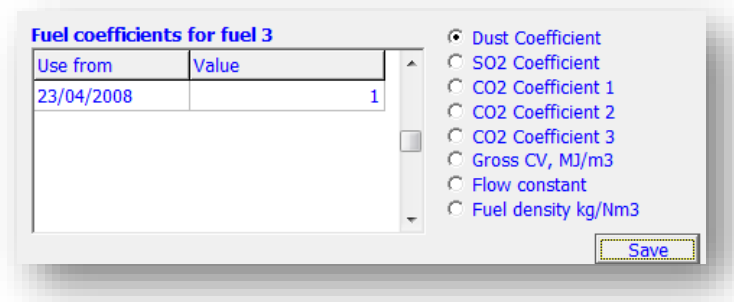 Fuel coefficients for fuel 3
Use from Value
23/04/2008 1
Dust Coefficient
SO2 Coefficient
CO2 Coefficient 1
CO2 Coefficient 2
CO2 Coefficient 3
Gross CV, MJ/m3
Flow constant
Fuel density kg/Nm3
Save